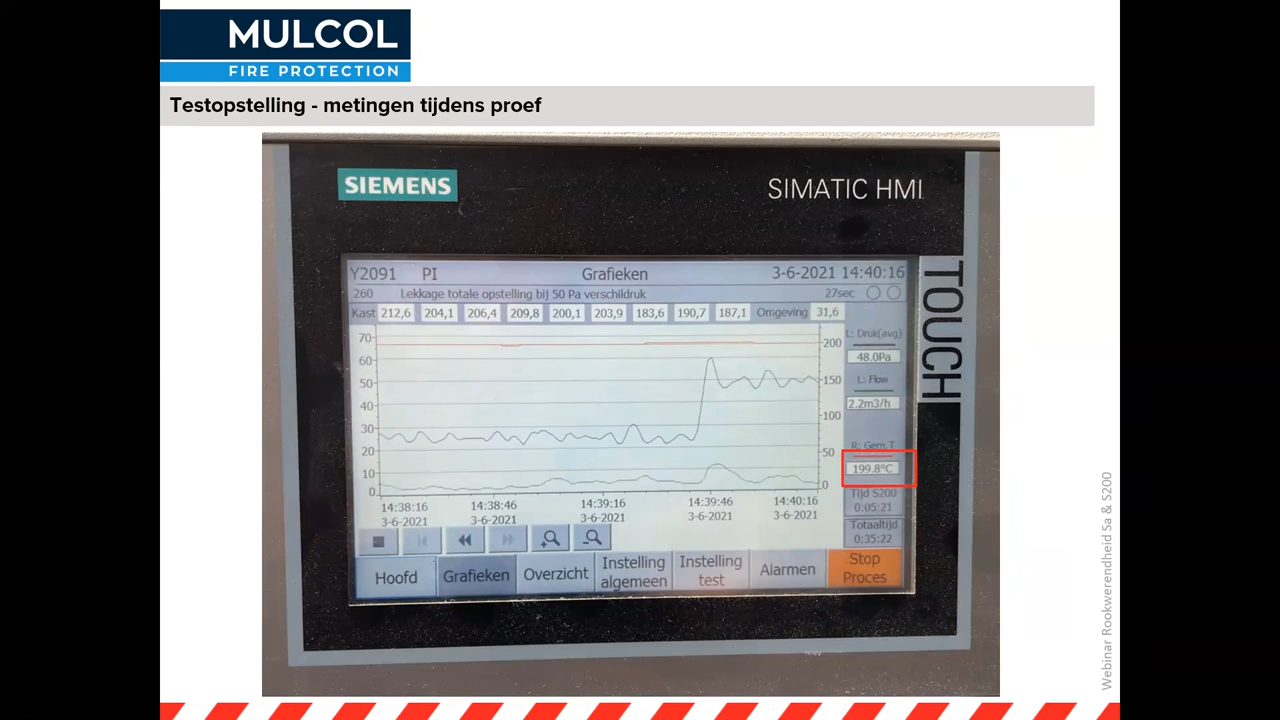 MULCOL
FIRE PROTECTION
Testopstelling - metingen tijdens proef
SIEMENS
SIMATIC HMI
TOUCH
Y2091 PI Grafieken 3-6-2021 14:40:16
260 Lekkage totale opstelling bij 50 Pa verschildruk 27sec
Kast 212,6 204,1 206,4 209,8 200,1 203,9 183,6 190,7 187,1 Omgeving 31,6
70
60
50
40
30
20
10
0
200
150
100
50
0
L: Druk(avg)
48.0Pa
L: Flow
2.2m3/h
R: Gem.T
199.8°C
Tijd S200
0:05:21
Totaaltijd
0:35:22
14:38:16 14:38:46 14:39:16 14:39:46 14:40:16
3-6-2021 3-6-2021 3-6-2021 3-6-2021 3-6-2021
Hoofd
Grafieken
Overzicht
Instelling
algemeen
Instelling
test
Alarmen
Stop
Proces
Webinar Rookwerendheid Sa & S200